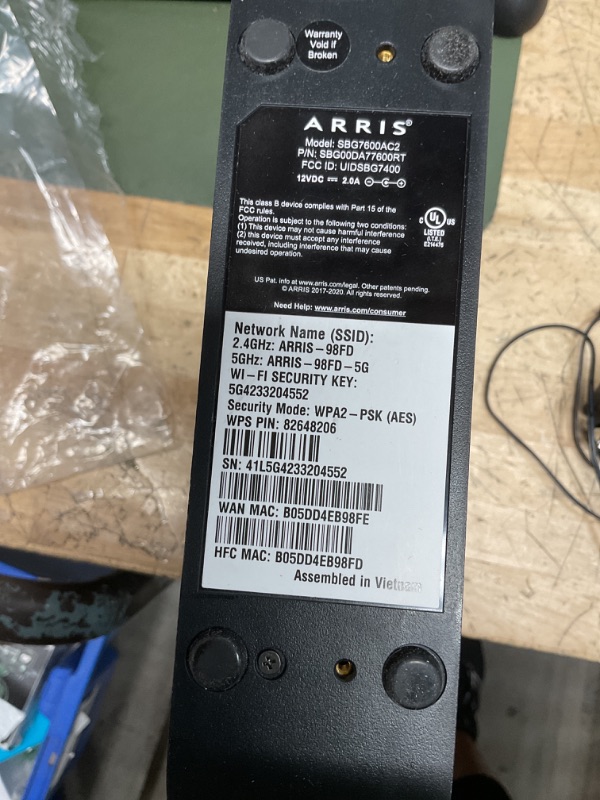 Warranty
Void if
Broken
ARRIS®
Model: SBG7600AC2
P/N: SBG00DA77600RT
FCC ID: UIDSBG7400
12VDC ⎓ 2.0A
This class B device complies with Part 15 of the
FCC rules.
Operation is subject to the following two conditions:
(1) This device may not cause harmful interference
(2) this device must accept any interference
received, including interference that may cause
undesired operation.
C UL US
LISTED
(I.T.E.)
E214476
US Pat. info at www.arris.com/legal. Other patents pending.
© ARRIS 2017-2020. All rights reserved.
Need Help: www.arris.com/consumer
Network Name (SSID):
2.4GHz: ARRIS-98FD
5GHz: ARRIS-98FD-5G
WI-FI SECURITY KEY:
5G4233204552
Security Mode: WPA2-PSK (AES)
WPS PIN: 82648206
SN: 41L5G4233204552
WAN MAC: B05DD4EB98FE
HFC MAC: B05DD4EB98FD
Assembled in